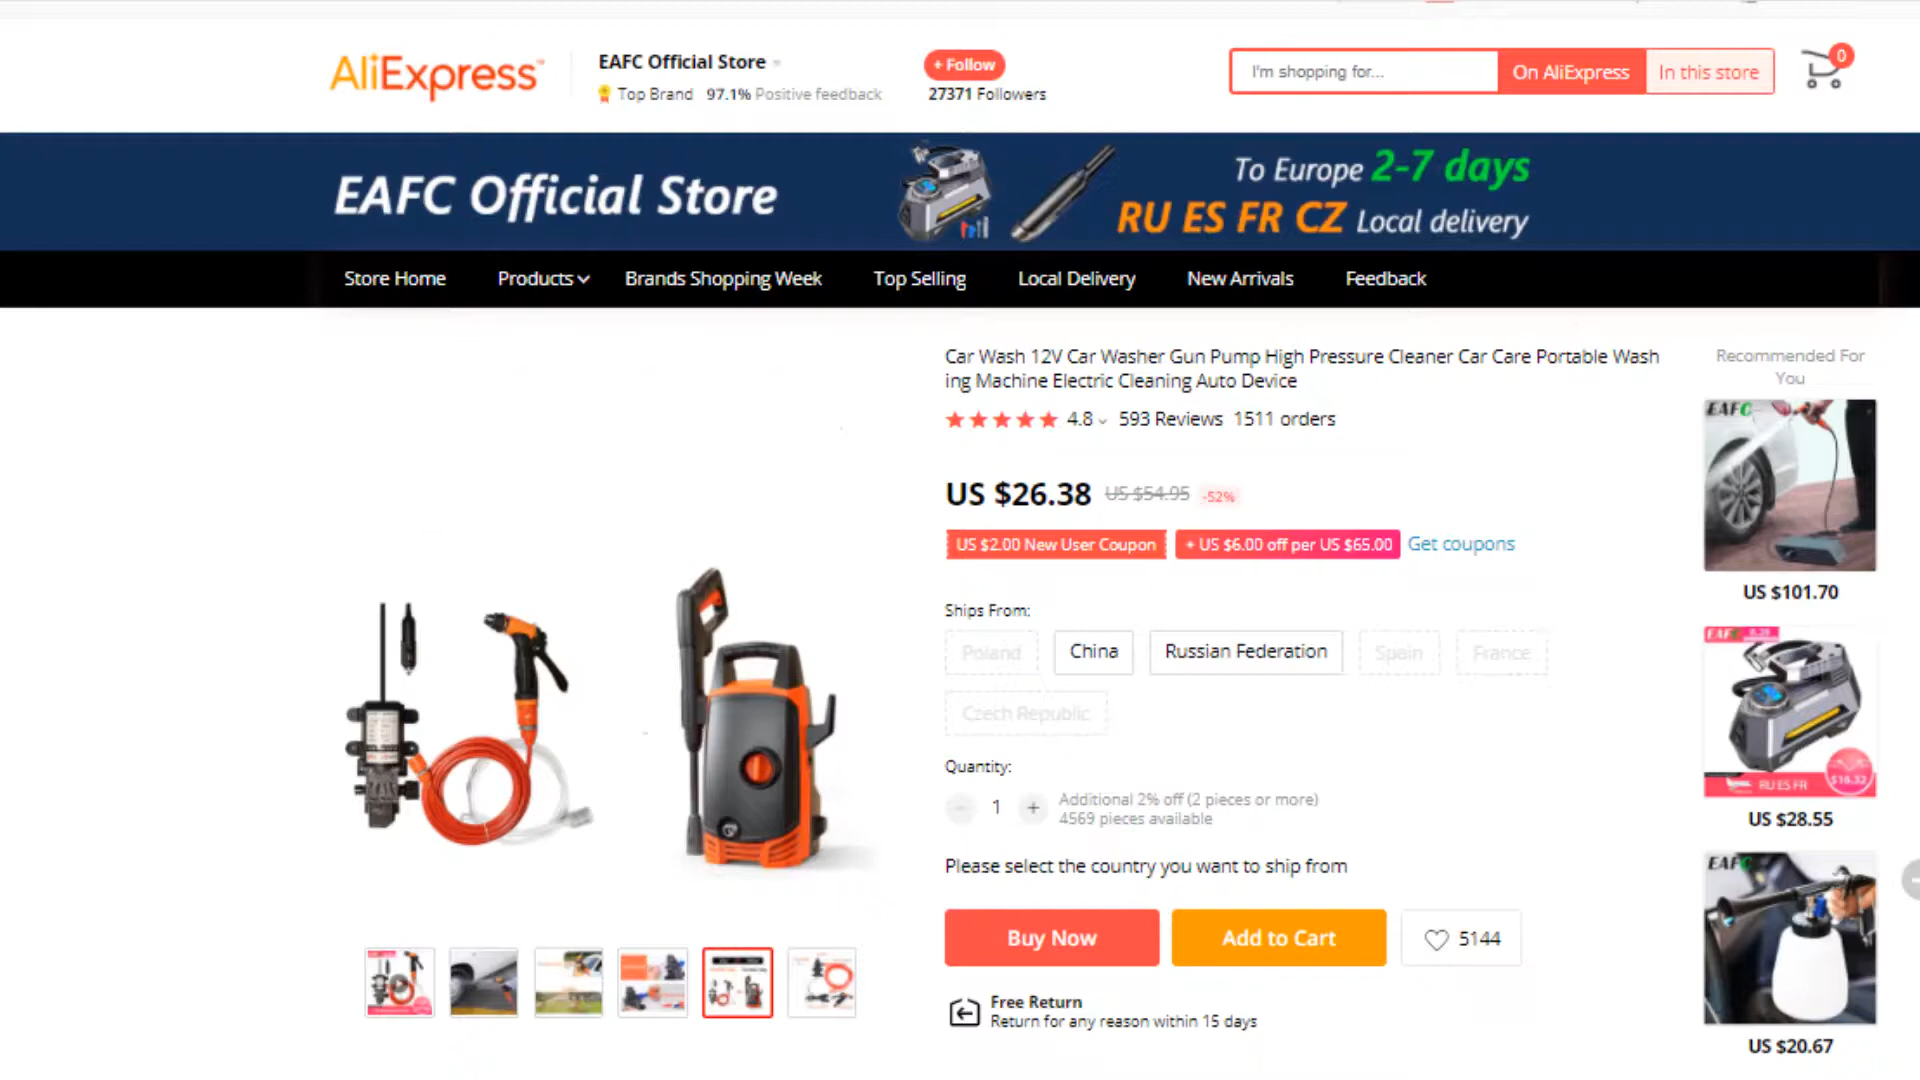 AliExpress
EAFC Official Store
Top Brand 97.1% Positive feedback
+ Follow
27371 Followers
I'm shopping for...
On AliExpress
In this store
0
EAFC Official Store
To Europe 2-7 days
RU ES FR CZ Local delivery
Store Home
Products
Brands Shopping Week
Top Selling
Local Delivery
New Arrivals
Feedback
Car Wash 12V Car Washer Gun Pump High Pressure Cleaner Car Care Portable Wash
ing Machine Electric Cleaning Auto Device
4.8 593 Reviews 1511 orders
US $26.38 US $54.95 -52%
US $2.00 New User Coupon
+ US $6.00 off per US $65.00
Get coupons
Ships From:
Poland
China
Russian Federation
Spain
France
Czech Republic
Quantity:
1 +
Additional 2% off (2 pieces or more)
4569 pieces available
Please select the country you want to ship from
Buy Now
Add to Cart
5144
Free Return
Return for any reason within 15 days
Recommended For
You
EAFC
US $101.70
EAFC
RU ES FR
$16.32
US $28.55
EAFC
US $20.67